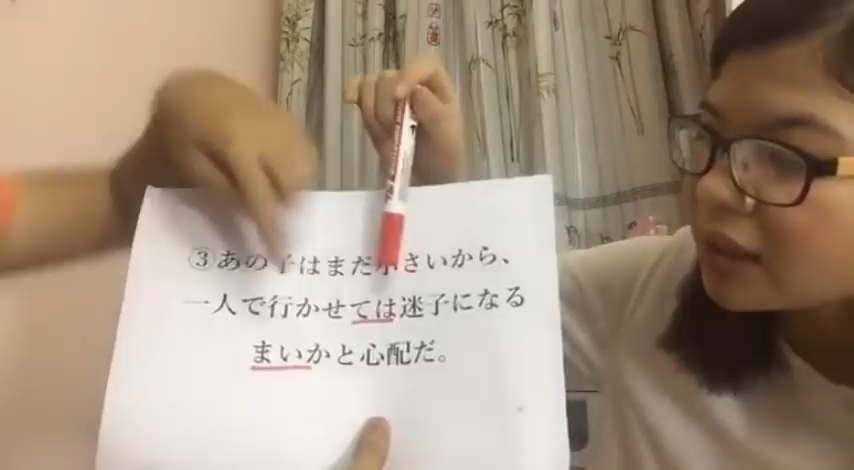 ③あの子はまだ小さいから、
一人で行かせては迷子になる
まいかと心配だ。